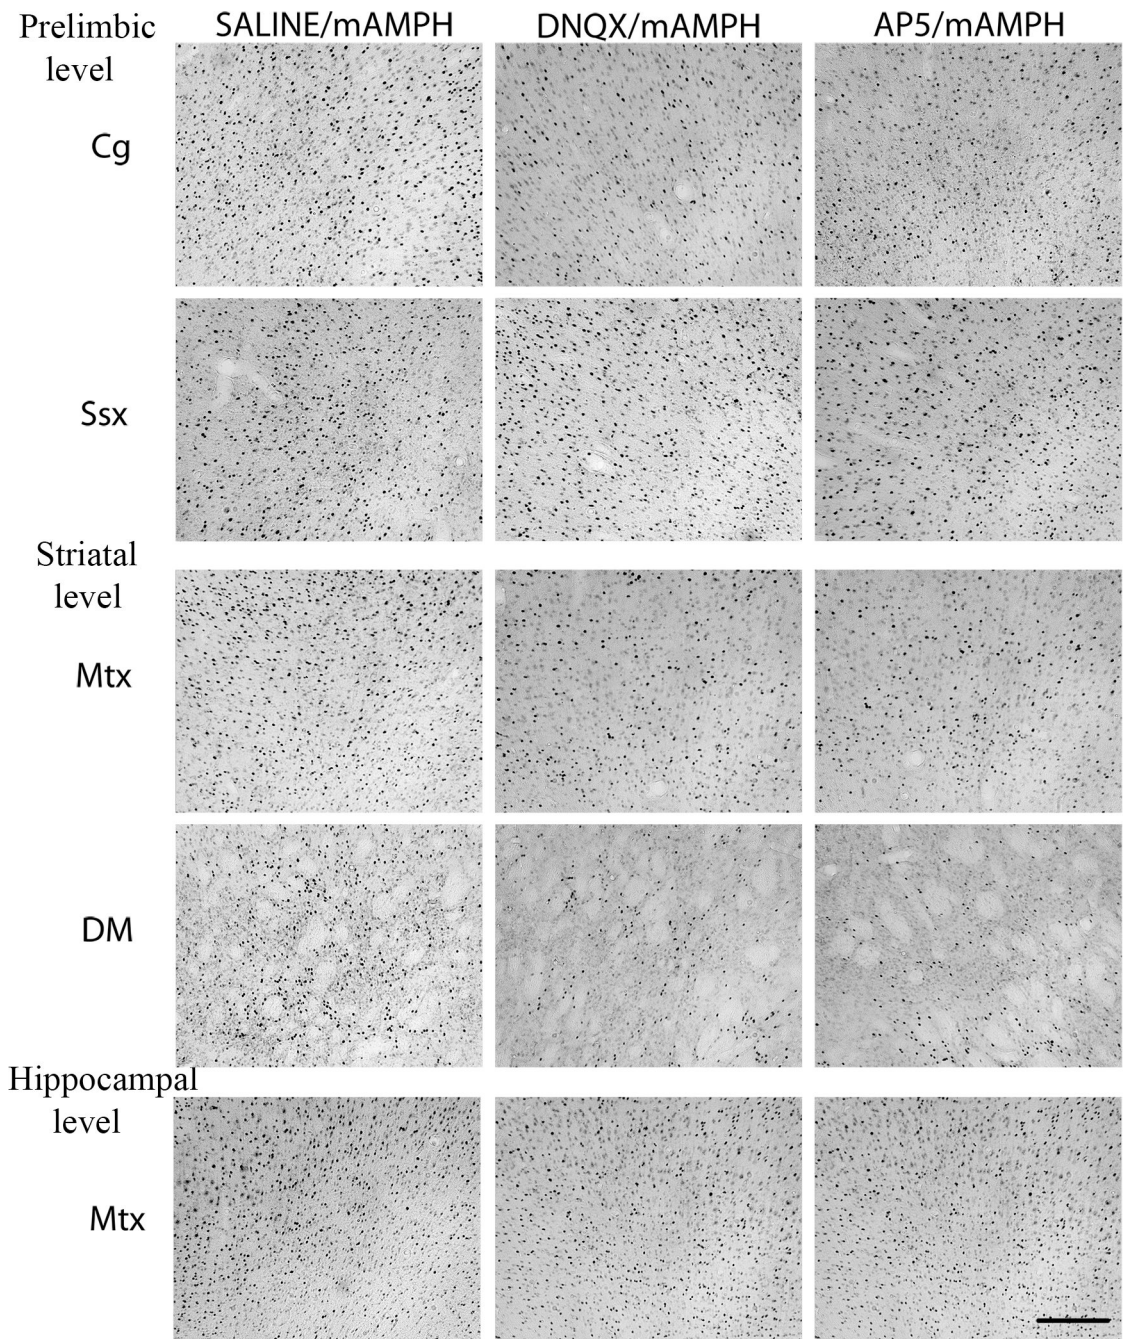 Prelimbic
level
SALINE/mAMPH
DNQX/mAMPH
AP5/mAMPH
Cg
Ssx
Striatal
level
Mtx
DM
Hippocampal
level
Mtx